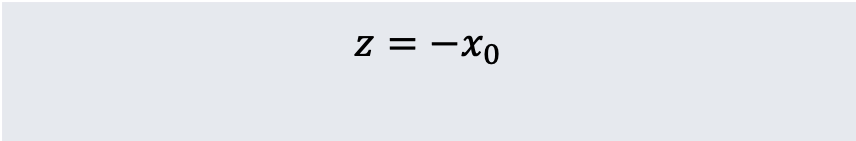 z = −x₀